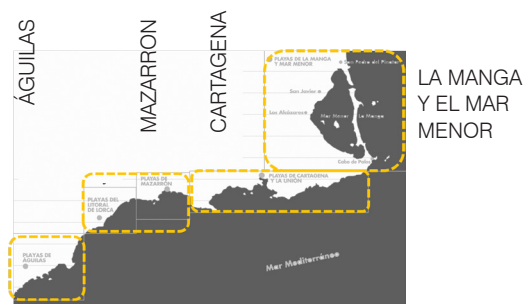 ÁGUILAS
MAZARRON
CARTAGENA
LA MANGA
Y EL MAR
MENOR
PLAYAS DE LA MANGA
Y MAR MENOR
San Pedro del Pinatar
San Javier
Los Alcázares
Mar Menor
La Manga
Cabo de Palos
PLAYAS DE CARTAGENA
Y LA UNIÓN
PLAYAS DE
MAZARRÓN
PLAYAS DEL
LITORAL
DE LORCA
PLAYAS DE
ÁGUILAS
Mar Mediterráneo